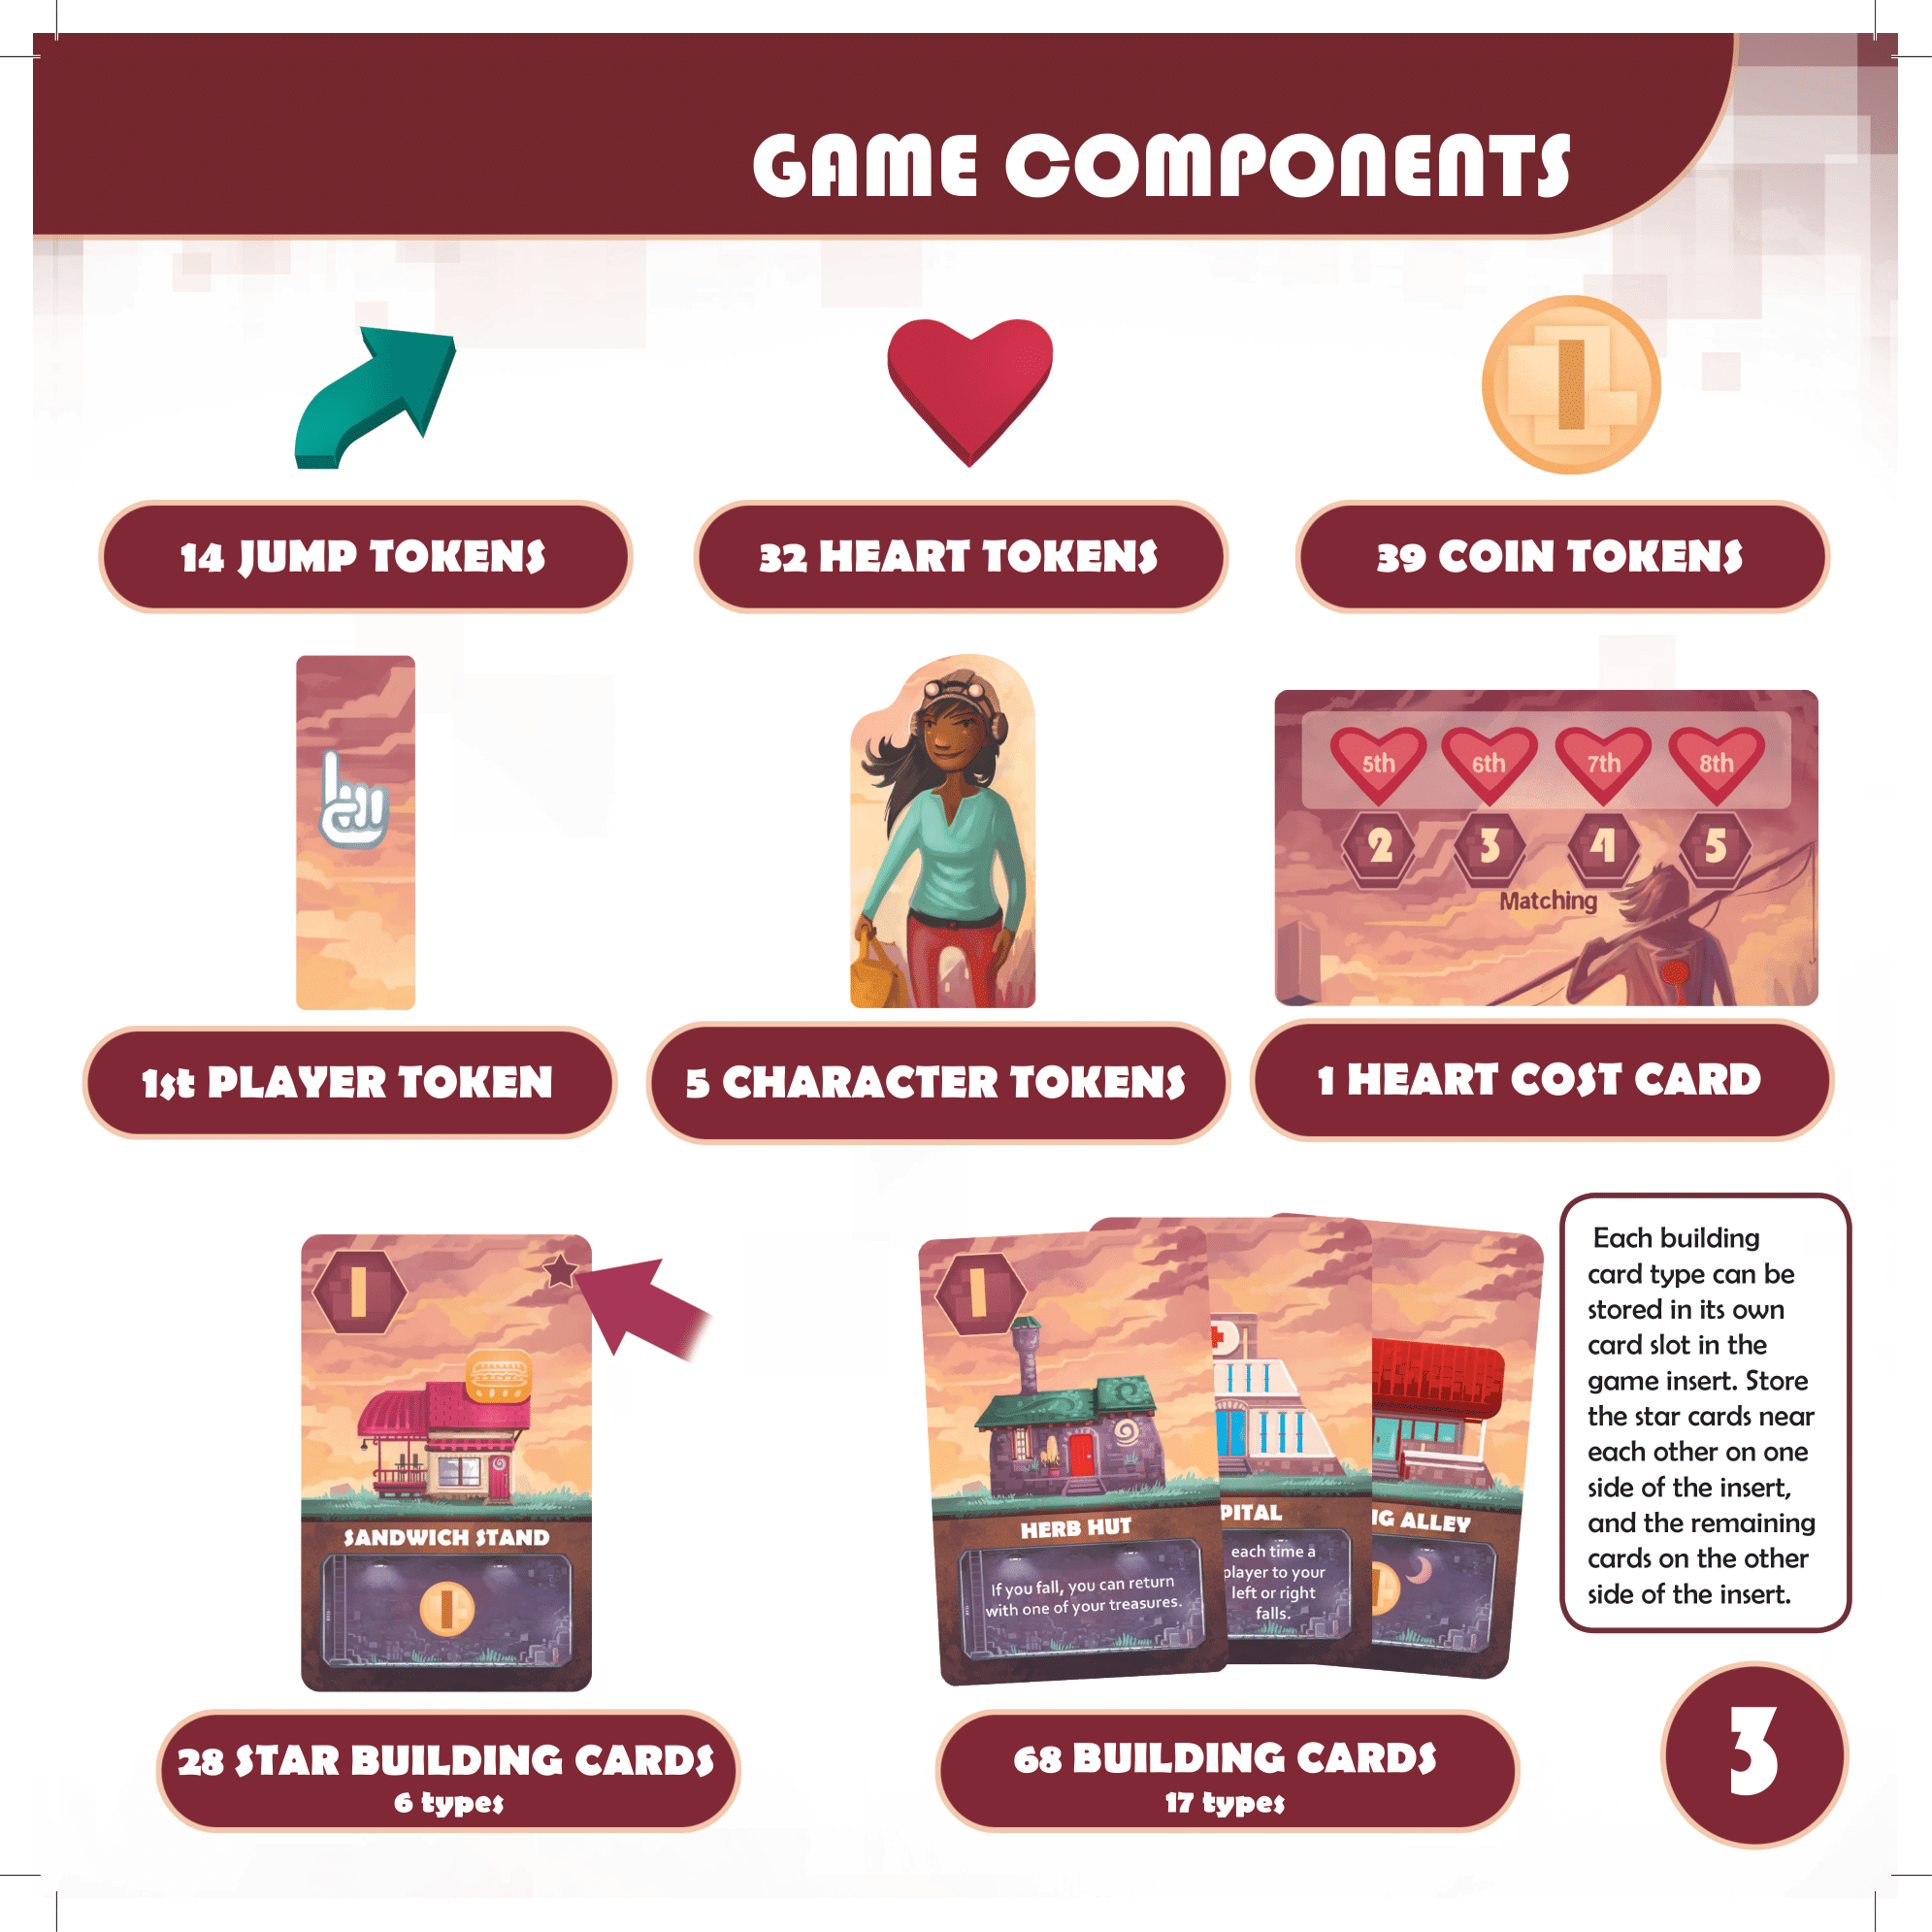 GAME COMPONENTS
14 JUMP TOKENS
32 HEART TOKENS
39 COIN TOKENS
5th 6th 7th 8th
2 3 4 5
Matching
1st PLAYER TOKEN
5 CHARACTER TOKENS
1 HEART COST CARD
1
SANDWICH STAND
1
1
HERB HUT
If you fall, you can return
with one of your treasures.
PITAL
each time a
player to your
left or right
falls.
G ALLEY
Each building
card type can be
stored in its own
card slot in the
game insert. Store
the star cards near
each other on one
side of the insert,
and the remaining
cards on the other
side of the insert.
28 STAR BUILDING CARDS
6 types
68 BUILDING CARDS
17 types
3